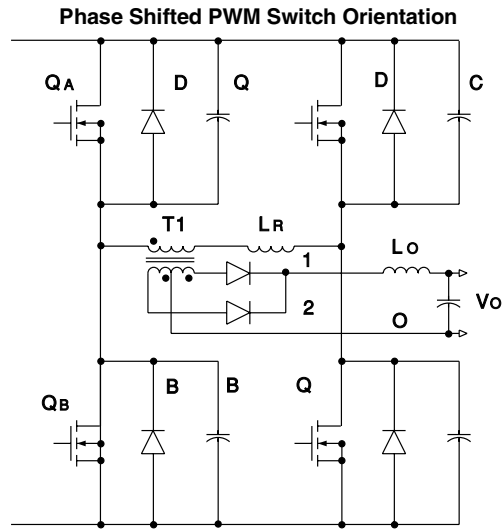 Phase Shifted PWM Switch Orientation
QA D Q D C
T1 LR LO
1
2 VO
O
QB B B Q